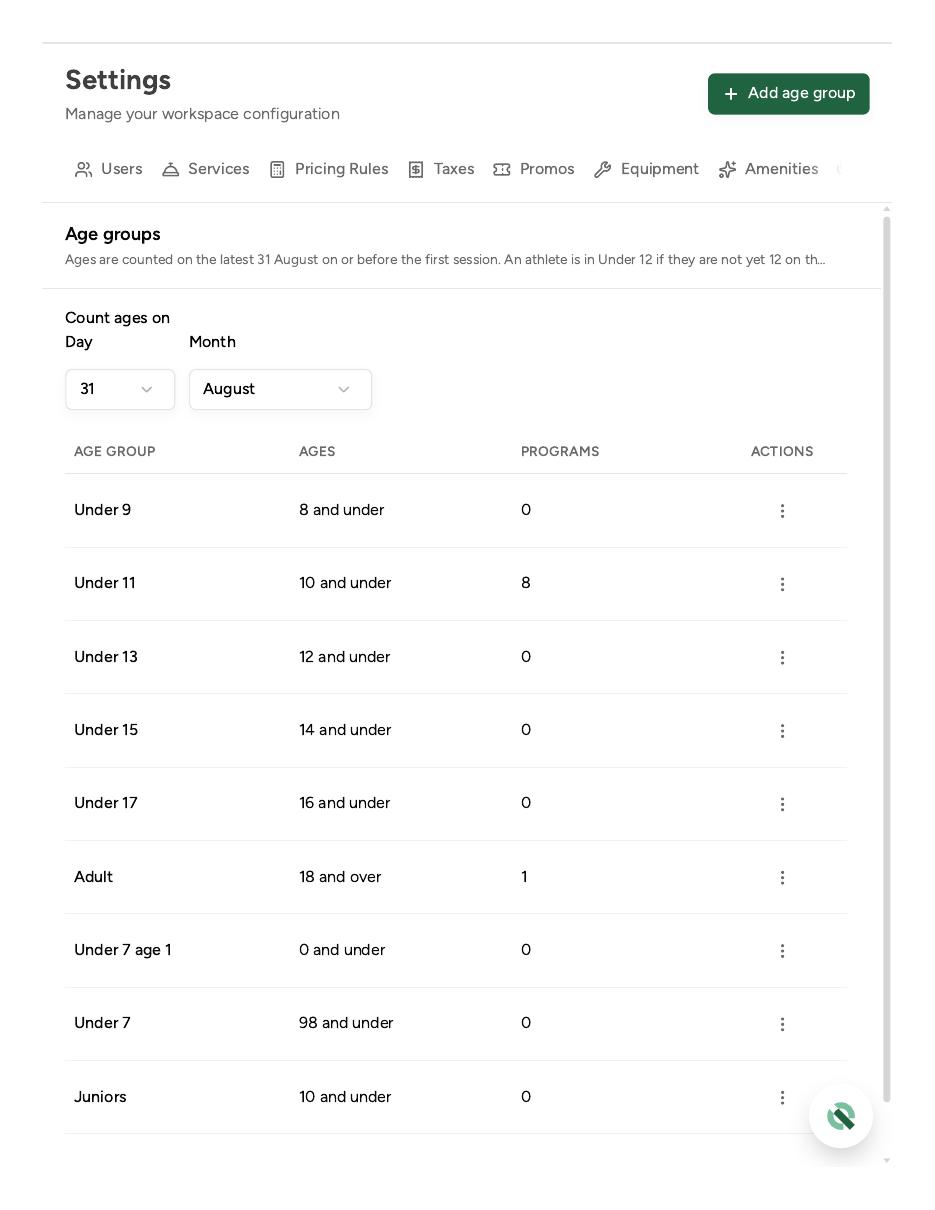 Settings
Manage your workspace configuration
Add age group
Users Services Pricing Rules Taxes Promos Equipment Amenities
Age groups
Ages are counted on the latest 31 August on or before the first session. An athlete is in Under 12 if they are not yet 12 on th...
Count ages on
Day Month
31 August
AGE GROUP AGES PROGRAMS ACTIONS
Under 9 8 and under 0
Under 11 10 and under 8
Under 13 12 and under 0
Under 15 14 and under 0
Under 17 16 and under 0
Adult 18 and over 1
Under 7 age 1 0 and under 0
Under 7 98 and under 0
Juniors 10 and under 0